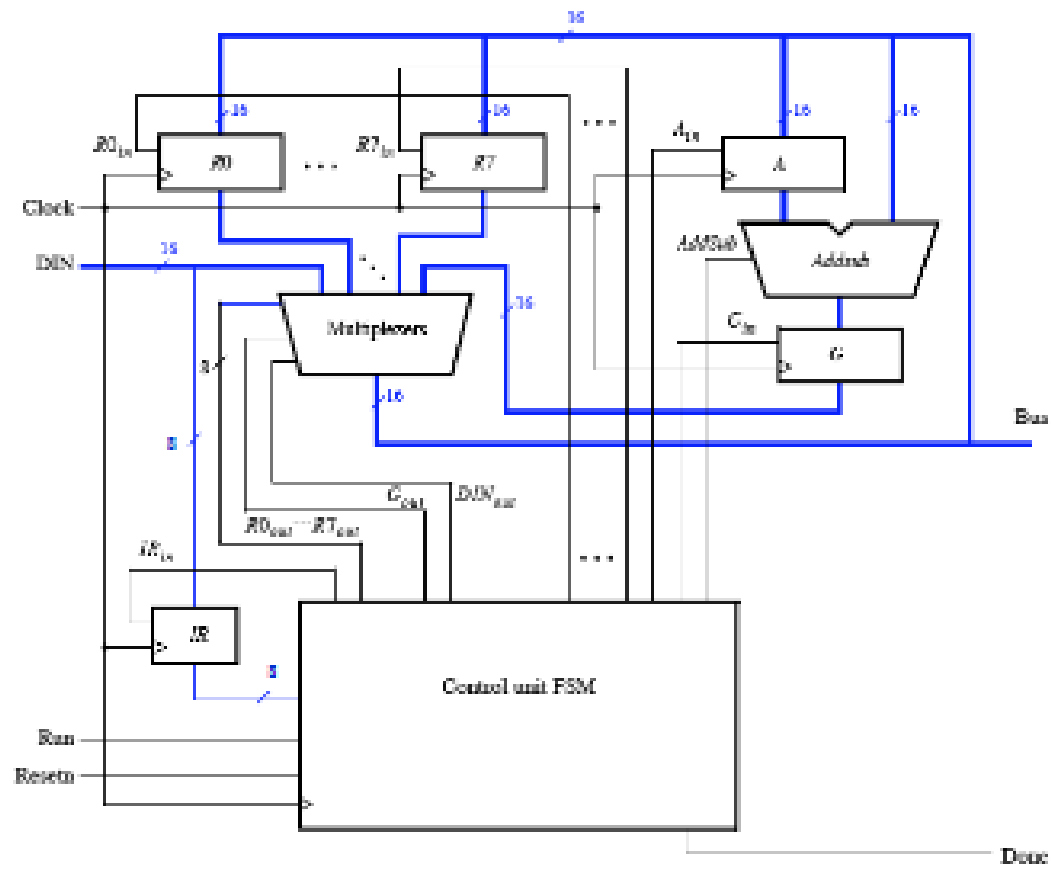 16
16
16
16
16
R0in
R0
...
R7in
R7
...
Ain
A
Clock
DIN
16
AddSub
Addsub
Multiplexers
16
Gin
G
8
16
Bus
8
Gout
DINout
R0out...R7out
IRin
...
IR
8
Control unit FSM
Run
Resetn
Done